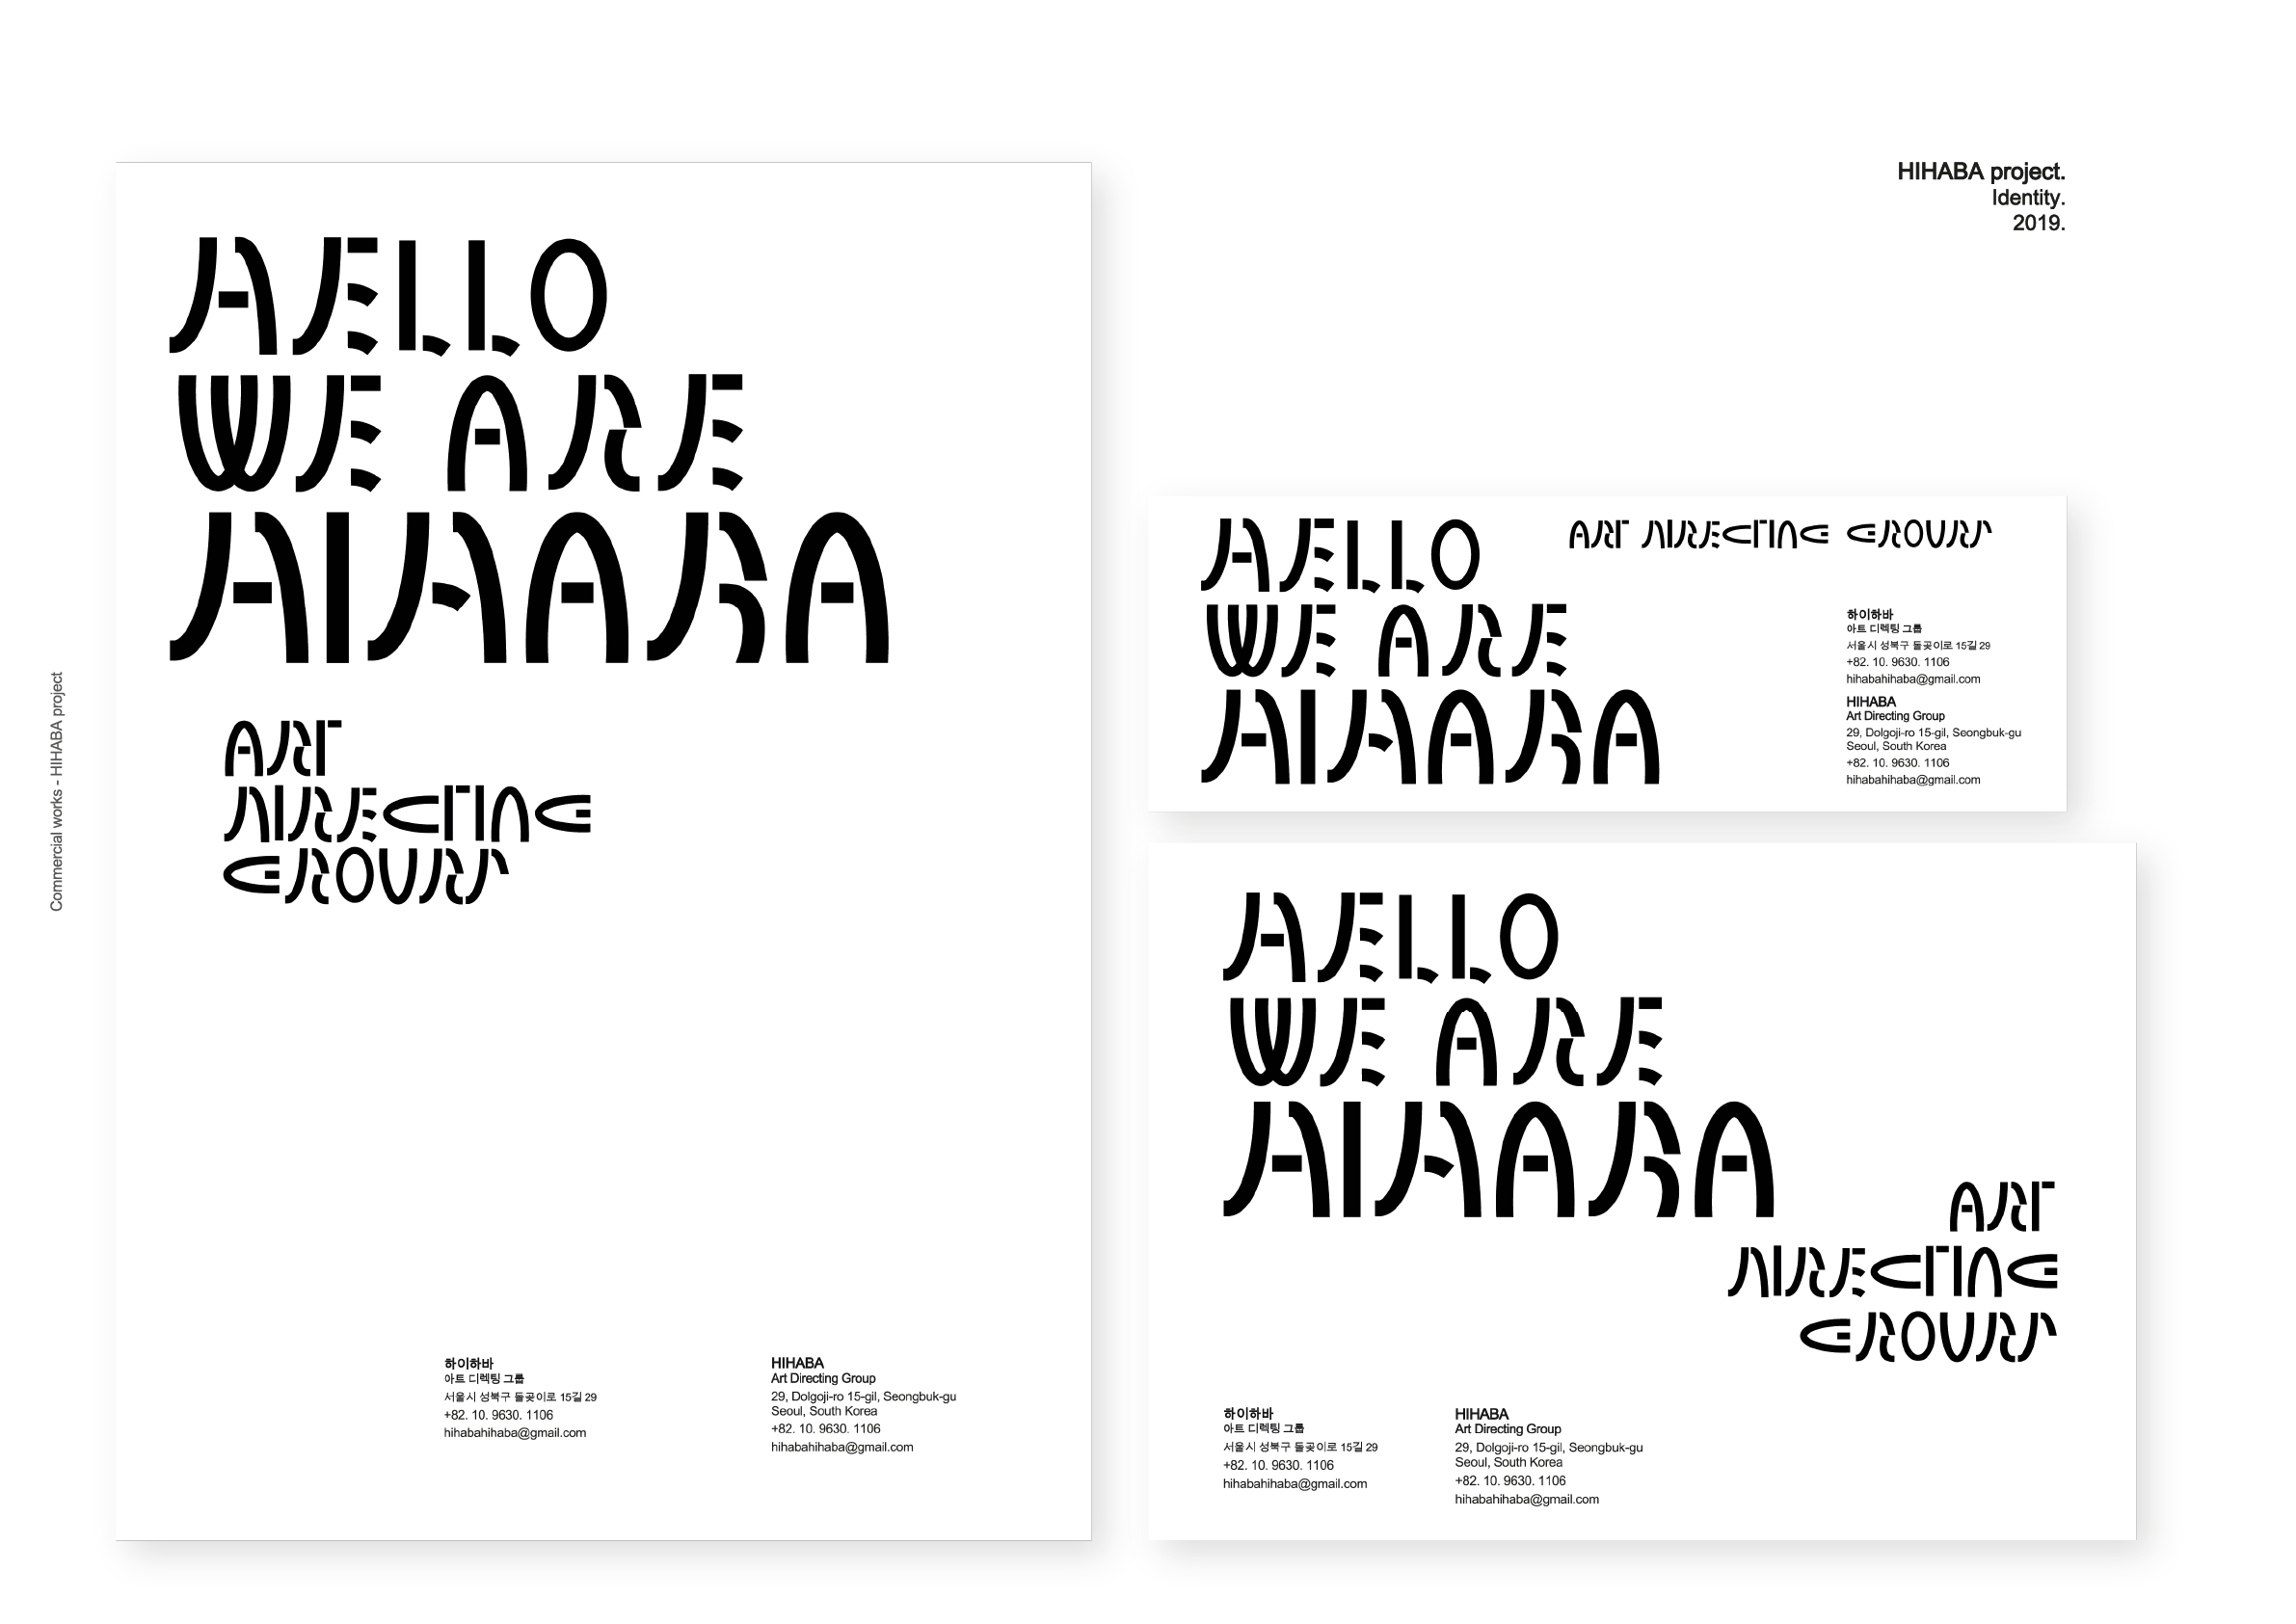 Commercial works - HIHABA project
HELLO
WE ARE
HIHABA
ART
DIRECTING
GROUP
하이하바
아트 디렉팅 그룹
서울시 성북구 돌곶이로 15길 29
+82. 10. 9630. 1106
hihabahihaba@gmail.com
HIHABA
Art Directing Group
29, Dolgoji-ro 15-gil, Seongbuk-gu
Seoul, South Korea
+82. 10. 9630. 1106
hihabahihaba@gmail.com
HIHABA project.
Identity.
2019.
HELLO
WE ARE
HIHABA
ART DIRECTING GROUP
하이하바
아트 디렉팅 그룹
서울시 성북구 돌곶이로 15길 29
+82. 10. 9630. 1106
hihabahihaba@gmail.com
HIHABA
Art Directing Group
29, Dolgoji-ro 15-gil, Seongbuk-gu
Seoul, South Korea
+82. 10. 9630. 1106
hihabahihaba@gmail.com
HELLO
WE ARE
HIHABA
ART
DIRECTING
GROUP
하이하바
아트 디렉팅 그룹
서울시 성북구 돌곶이로 15길 29
+82. 10. 9630. 1106
hihabahihaba@gmail.com
HIHABA
Art Directing Group
29, Dolgoji-ro 15-gil, Seongbuk-gu
Seoul, South Korea
+82. 10. 9630. 1106
hihabahihaba@gmail.com